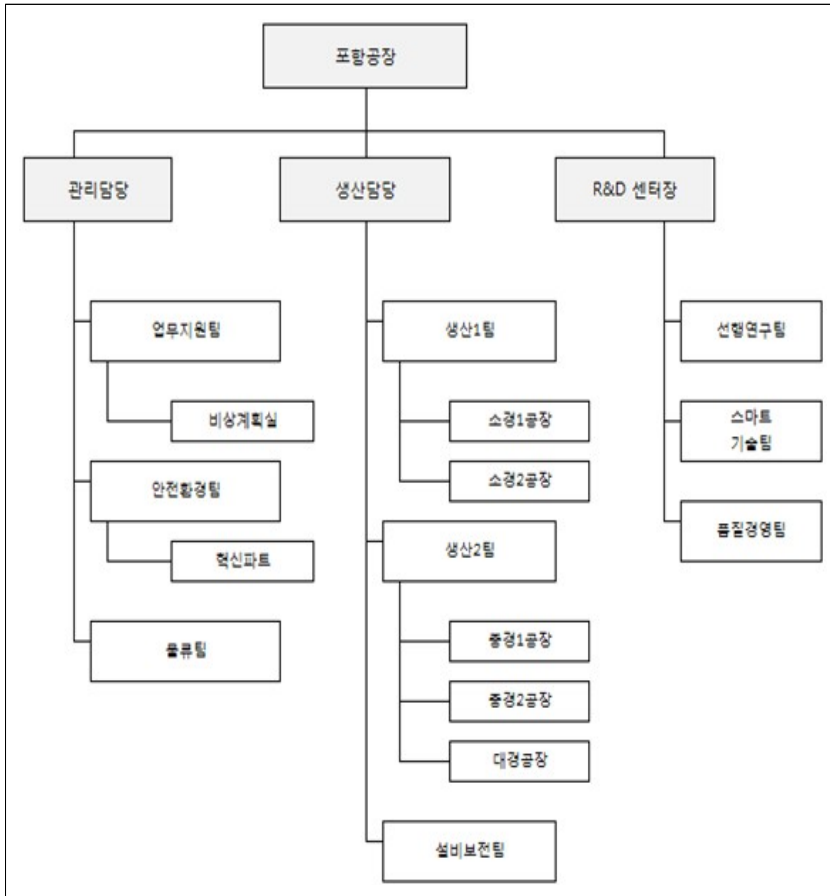 포항공장
관리담당
생산담당
R&D 센터장
업무지원팀
비상계획실
안전환경팀
혁신파트
물류팀
생산1팀
소경1공장
소경2공장
생산2팀
중경1공장
중경2공장
대경공장
설비보전팀
선행연구팀
스마트
기술팀
품질경영팀